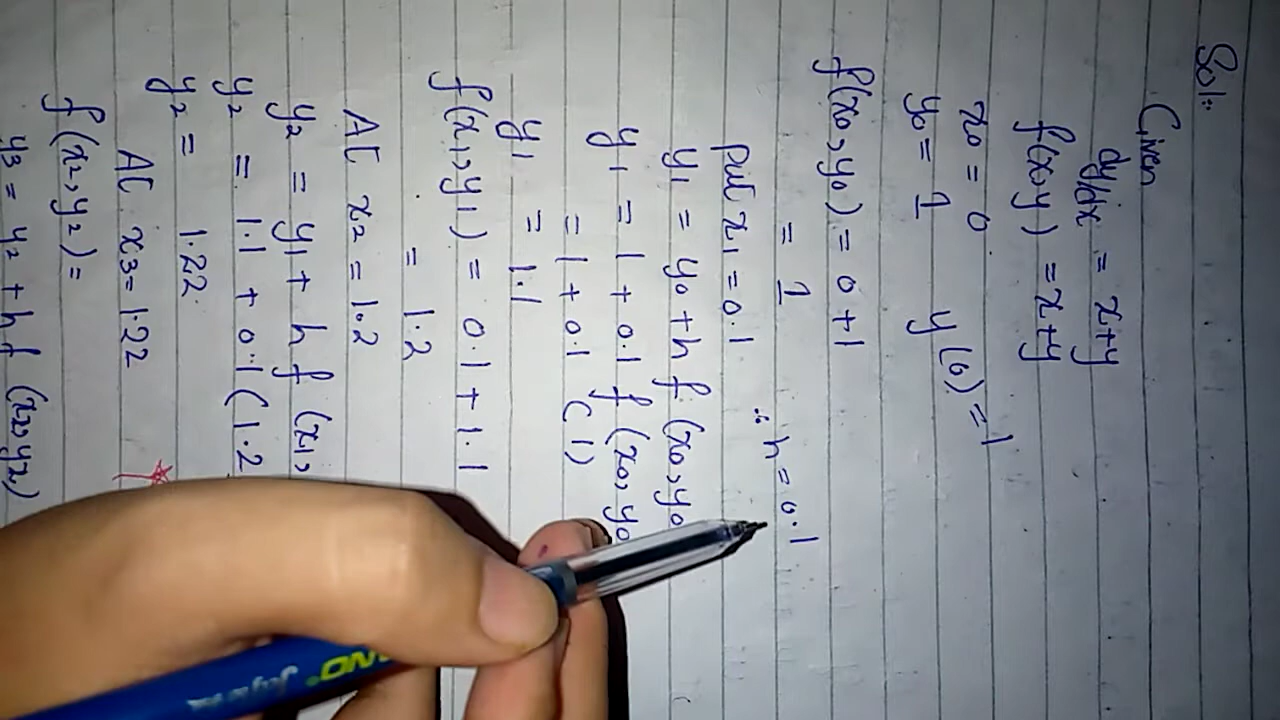 Sol:
Given
dy/dx = x+y
f(x,y) = x+y
x0 = 0
y0 = 1 y(0) = 1
f(x0,y0) = 0+1
= 1
put x1 = 0.1 ∴ h = 0.1
y1 = y0 + h f (x0,y0
y1 = 1 + 0.1 f (x0,y0
= 1 + 0.1 (1)
y1 = 1.1
f(x1,y1) = 0.1 + 1.1
= 1.2
At x2 = 1.2
y2 = y1 + h f (x1,
y2 = 1.1 + 0.1 (1.2
y2 = 1.22
At x3 = 1.22
f(x2,y2) =
y3 = y2 + h f (x2,y2)